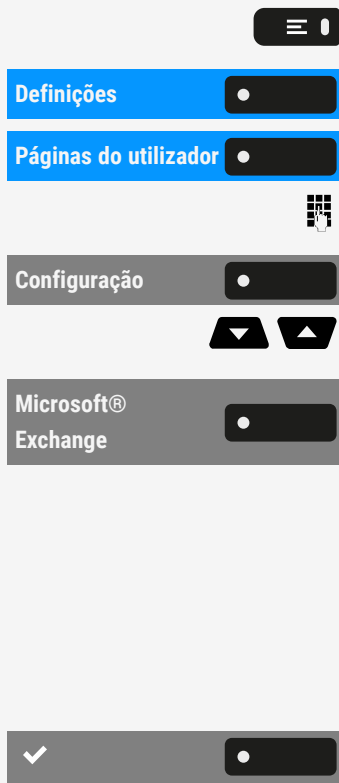 Definições
Páginas do utilizador
Configuração
Microsoft®
Exchange